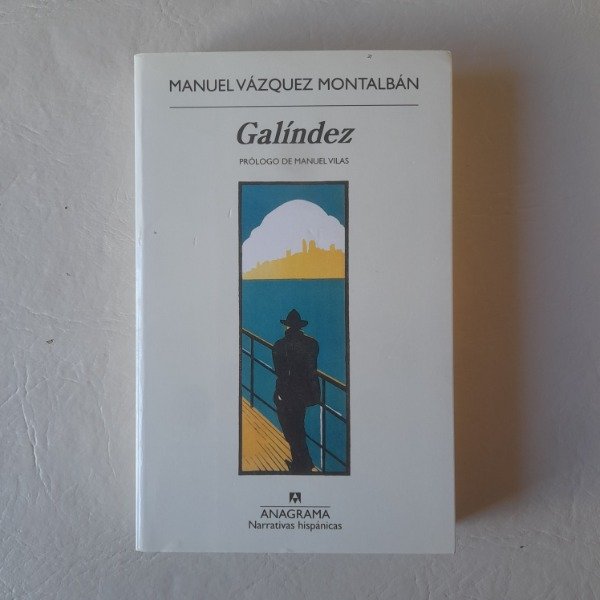 MANUEL VÁZQUEZ MONTALBÁN
Galíndez
PRÓLOGO DE MANUEL VILAS
ANAGRAMA
Narrativas hispánicas